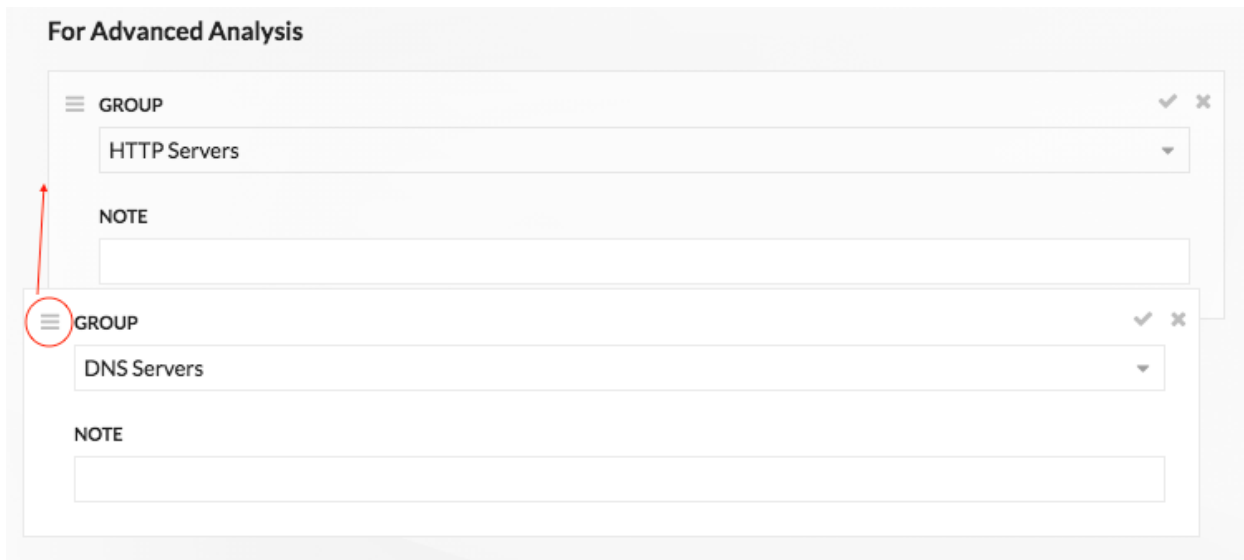 For Advanced Analysis
GROUP
HTTP Servers
NOTE
GROUP
DNS Servers
NOTE